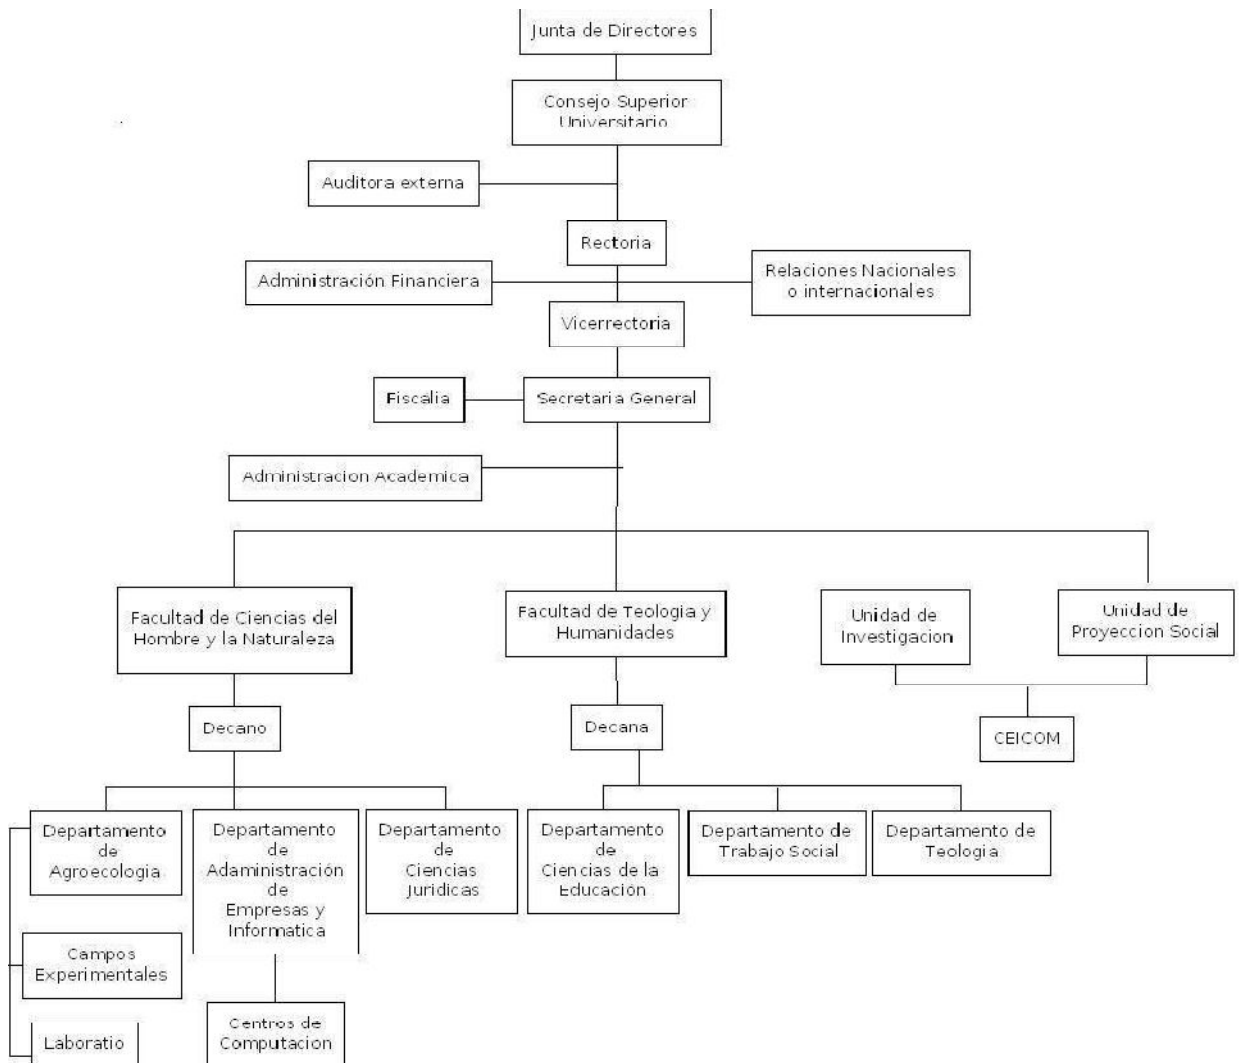 Junta de Directores
Consejo Superior
Universitario
Auditora externa
Rectoria
Administración Financiera
Relaciones Nacionales
o internacionales
Vicerrectoria
Fiscalia
Secretaria General
Administracion Academica
Facultad de Ciencias del
Hombre y la Naturaleza
Facultad de Teologia y
Humanidades
Unidad de
Investigacion
Unidad de
Proyeccion Social
Decano
Decana
CEICOM
Departamento
de
Agroecologia
Departamento
de
Adaministración
de
Empresas y
Informatica
Departamento
de
Ciencias
Juridicas
Departamento
de
Ciencias de la
Educación
Departamento de
Trabajo Social
Departamento de
Teologia
Campos
Experimentales
Laboratio
Centros de
Computacion